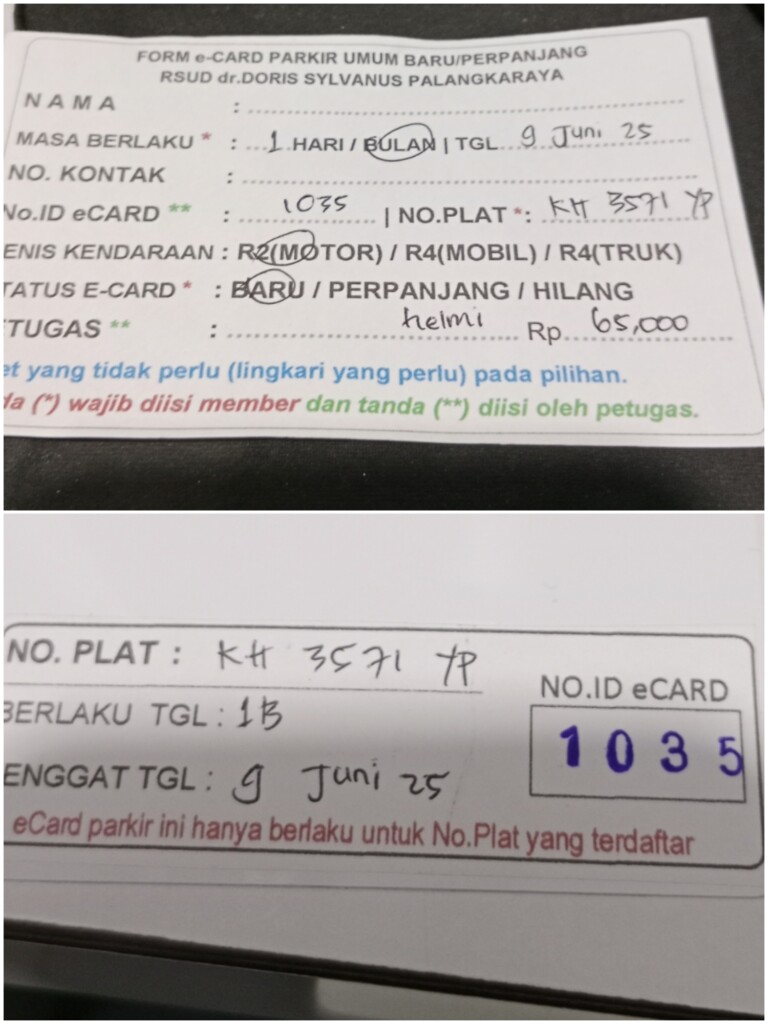 FORM e-CARD PARKIR UMUM BARU/PERPANJANG
RSUD dr.DORIS SYLVANUS PALANGKARAYA
NAMA :
MASA BERLAKU * : 1 HARI / BULAN | TGL 9 Juni 25
NO. KONTAK :
No.ID eCARD ** : 1035 | NO.PLAT *: KH 3571 YP
ENIS KENDARAAN : R2(MOTOR) / R4(MOBIL) / R4(TRUK)
TATUS E-CARD * : BARU / PERPANJANG / HILANG
TUGAS ** : helmi Rp 65,000
et yang tidak perlu (lingkari yang perlu) pada pilihan.
da (*) wajib diisi member dan tanda (**) diisi oleh petugas.
NO. PLAT : KH 3571 YP
NO.ID eCARD
BERLAKU TGL : 1B
1035
ENGGAT TGL : 9 Juni 25
eCard parkir ini hanya berlaku untuk No.Plat yang terdaftar